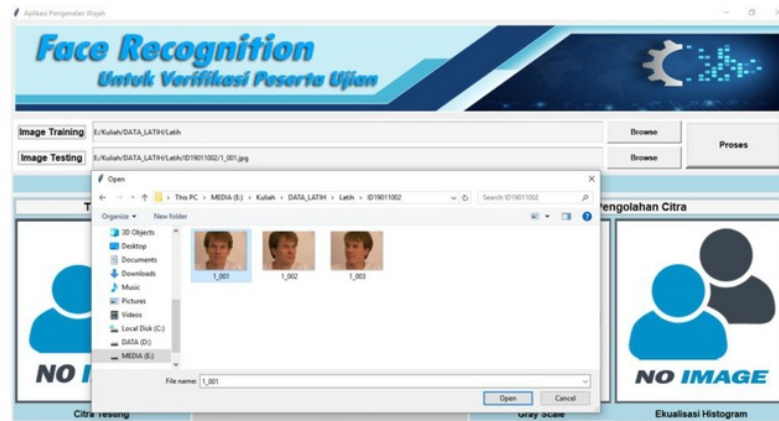 Aplikasi Pengenalan Wajah
Face Recognition
Untuk Verifikasi Peserta Ujian
Image Training E:/Kuliah/DATA_LATIH/Latih Browse
Proses
Image Testing E:/Kuliah/DATA_LATIH/Latih/ID19011002/1_001.jpg Browse
Open
This PC > MEDIA (E:) > Kuliah > DATA_LATIH > Latih > ID19011002 Search ID19011002
T Pengolahan Citra
Organize New folder
3D Objects
Desktop
Documents
Downloads
Music
Pictures
Videos
Local Disk (C:)
DATA (D:)
MEDIA (E:)
1_001 1_002 1_003
NO I NO IMAGE
File name: 1_001
Open Cancel
Citra Testing Gray Scale Ekualisasi Histogram